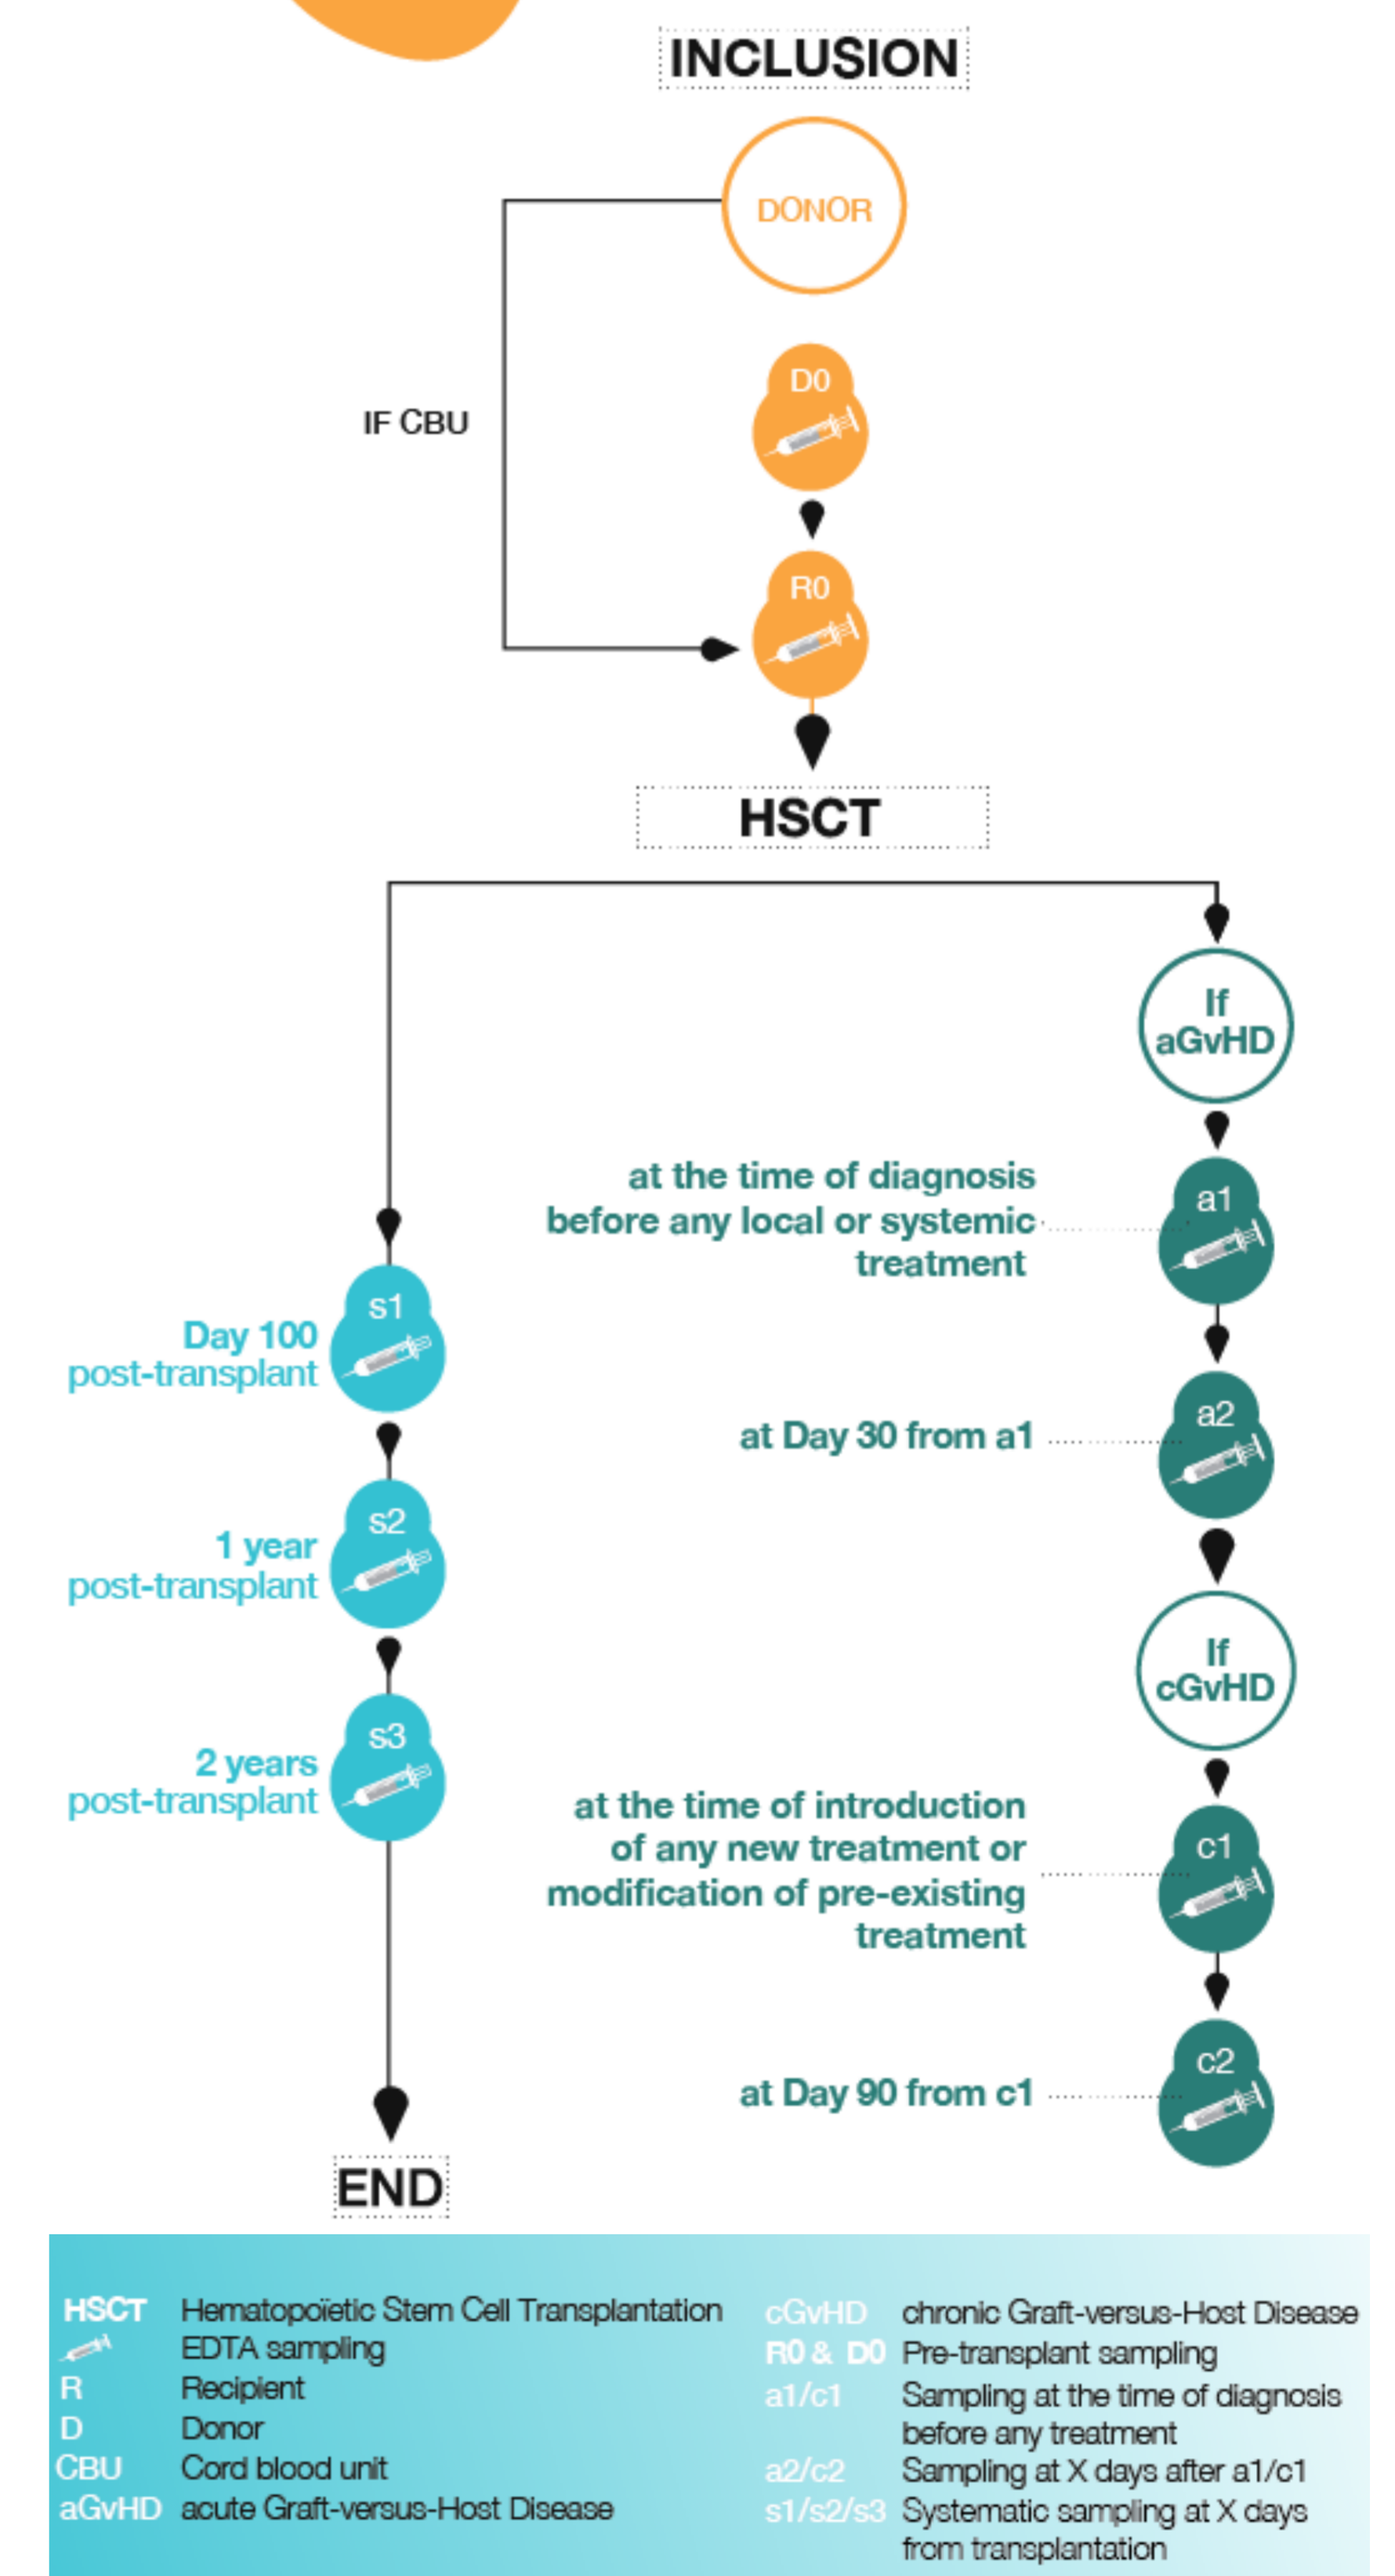 INCLUSION
DONOR
IF CBU
D0
R0
HSCT
If
aGvHD
at the time of diagnosis
before any local or systemic
treatment
a1
s1
Day 100
post-transplant
at Day 30 from a1
a2
s2
1 year
post-transplant
If
cGvHD
s3
2 years
post-transplant
at the time of introduction
of any new treatment or
modification of pre-existing
treatment
c1
at Day 90 from c1
c2
END
HSCT Hematopoïetic Stem Cell Transplantation
EDTA sampling
R Recipient
D Donor
CBU Cord blood unit
aGvHD acute Graft-versus-Host Disease
cGvHD chronic Graft-versus-Host Disease
R0 & D0 Pre-transplant sampling
a1/c1 Sampling at the time of diagnosis
before any treatment
a2/c2 Sampling at X days after a1/c1
s1/s2/s3 Systematic sampling at X days
from transplantation